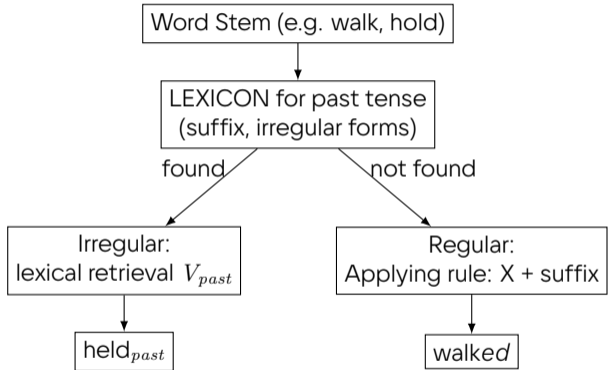 Word Stem (e.g. walk, hold)
LEXICON for past tense
(suffix, irregular forms)
found
not found
Irregular:
lexical retrieval V_past
Regular:
Applying rule: X + suffix
held_past
walked